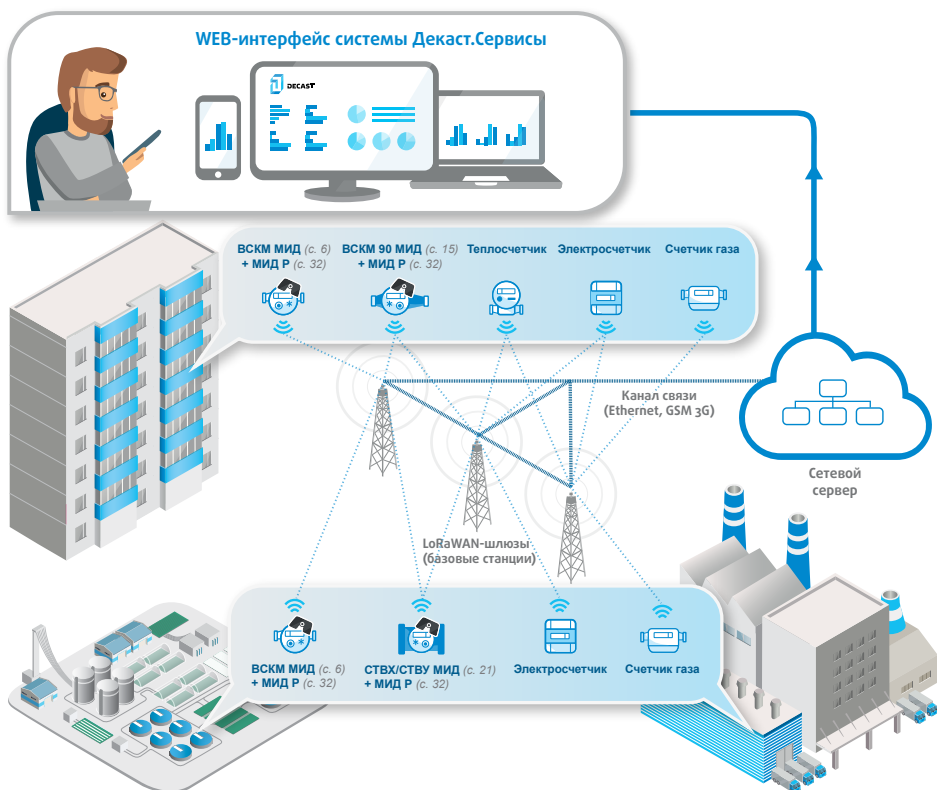 WEB-интерфейс системы Декаст.Сервисы
DECAST
ВСКМ МИД (с. 6)
+ МИД Р (с. 32)
ВСКМ 90 МИД (с. 15)
+ МИД Р (с. 32)
Теплосчетчик
Электросчетчик
Счетчик газа
Канал связи
(Ethernet, GSM 3G)
Сетевой
сервер
LoRaWAN-шлюзы
(базовые станции)
ВСКМ МИД (с. 6)
+ МИД Р (с. 32)
СТВХ/СТВУ МИД (с. 21)
+ МИД Р (с. 32)
Электросчетчик
Счетчик газа